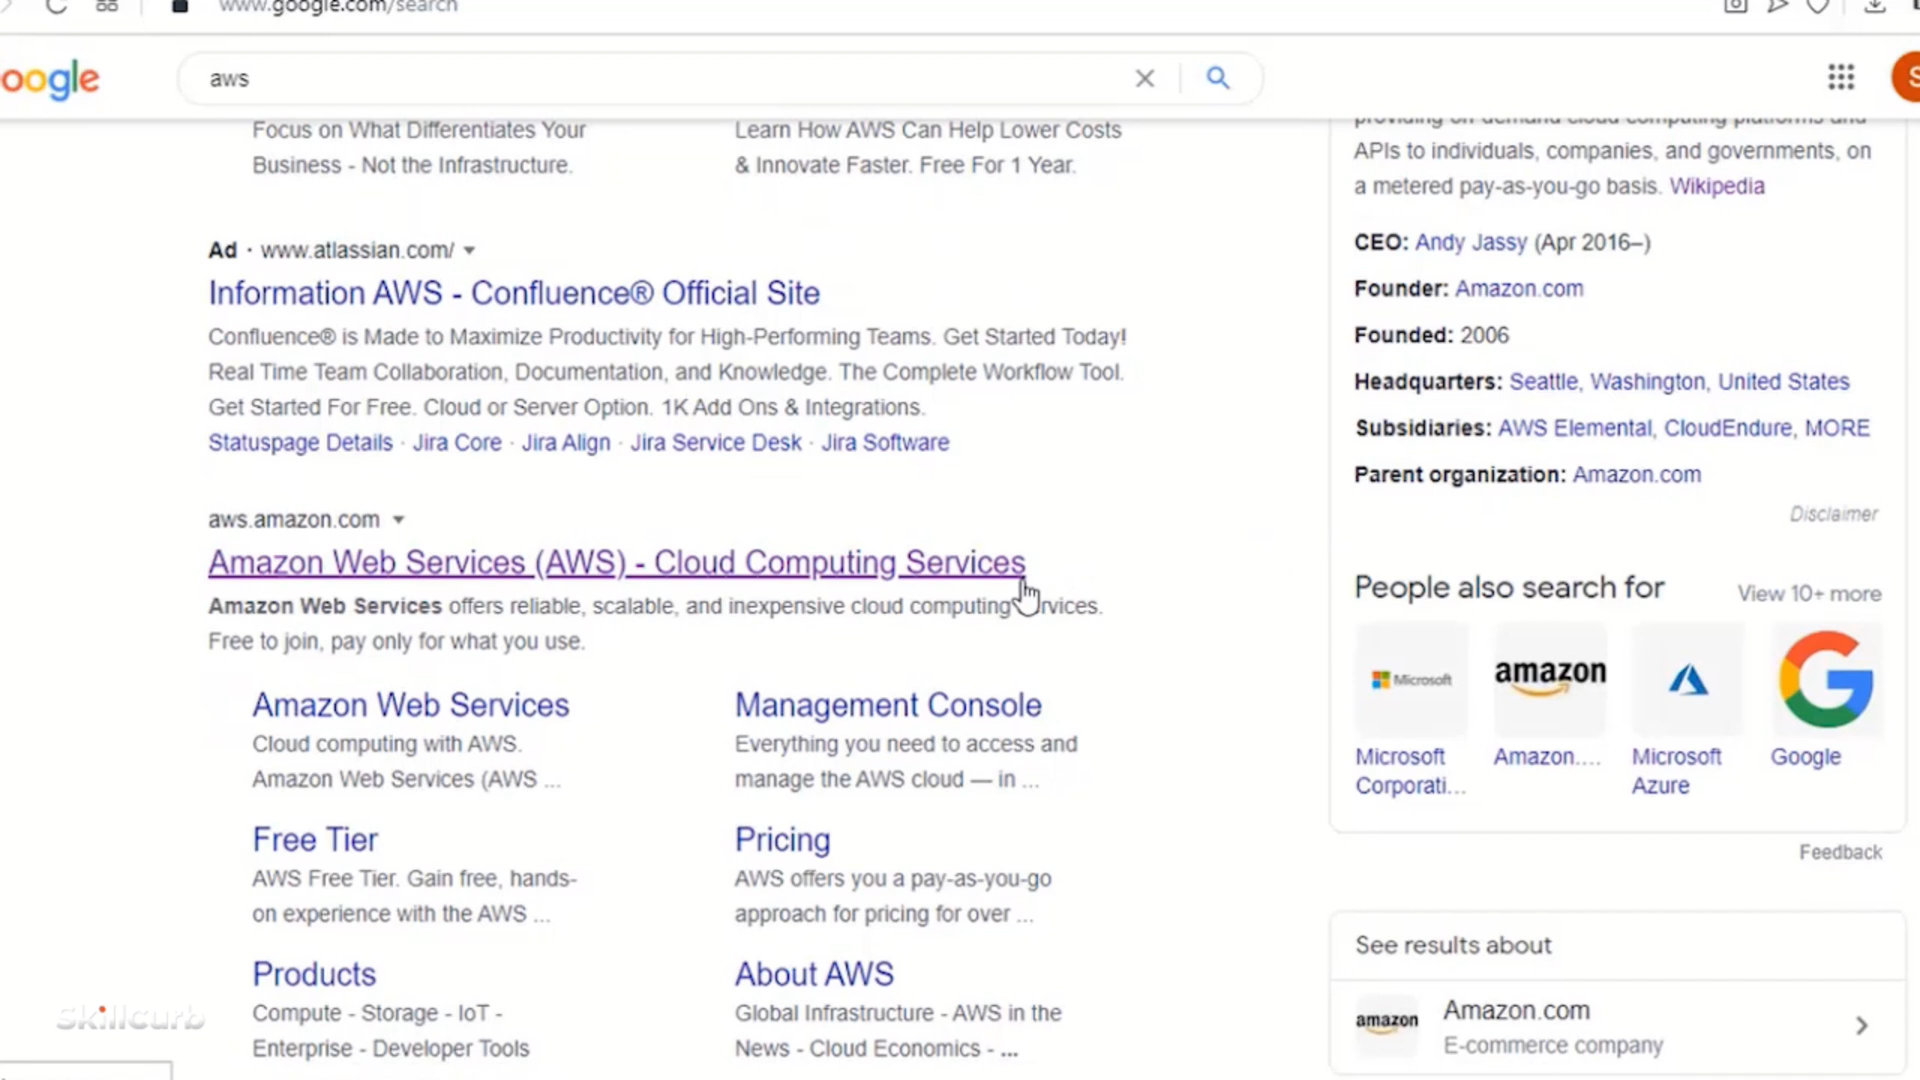 www.google.com/search
oogle
aws
S
Focus on What Differentiates Your
Business - Not the Infrastructure.
Learn How AWS Can Help Lower Costs
& Innovate Faster. Free For 1 Year.
Ad · www.atlassian.com/
Information AWS - Confluence® Official Site
Confluence® is Made to Maximize Productivity for High-Performing Teams. Get Started Today!
Real Time Team Collaboration, Documentation, and Knowledge. The Complete Workflow Tool.
Get Started For Free. Cloud or Server Option. 1K Add Ons & Integrations.
Statuspage Details · Jira Core · Jira Align · Jira Service Desk · Jira Software
aws.amazon.com
Amazon Web Services (AWS) - Cloud Computing Services
Amazon Web Services offers reliable, scalable, and inexpensive cloud computing rvices.
Free to join, pay only for what you use.
Amazon Web Services
Cloud computing with AWS.
Amazon Web Services (AWS ...
Management Console
Everything you need to access and
manage the AWS cloud — in ...
Free Tier
AWS Free Tier. Gain free, hands-
on experience with the AWS ...
Pricing
AWS offers you a pay-as-you-go
approach for pricing for over ...
Products
Compute - Storage - IoT -
Enterprise - Developer Tools
About AWS
Global Infrastructure - AWS in the
News - Cloud Economics - ...
providing on-demand cloud computing platforms and
APIs to individuals, companies, and governments, on
a metered pay-as-you-go basis. Wikipedia
CEO: Andy Jassy (Apr 2016–)
Founder: Amazon.com
Founded: 2006
Headquarters: Seattle, Washington, United States
Subsidiaries: AWS Elemental, CloudEndure, MORE
Parent organization: Amazon.com
Disclaimer
People also search for
View 10+ more
Microsoft
amazon
Microsoft
Corporati...
Amazon....
Microsoft
Azure
Google
Feedback
See results about
amazon
Amazon.com
E-commerce company
Skillcurb